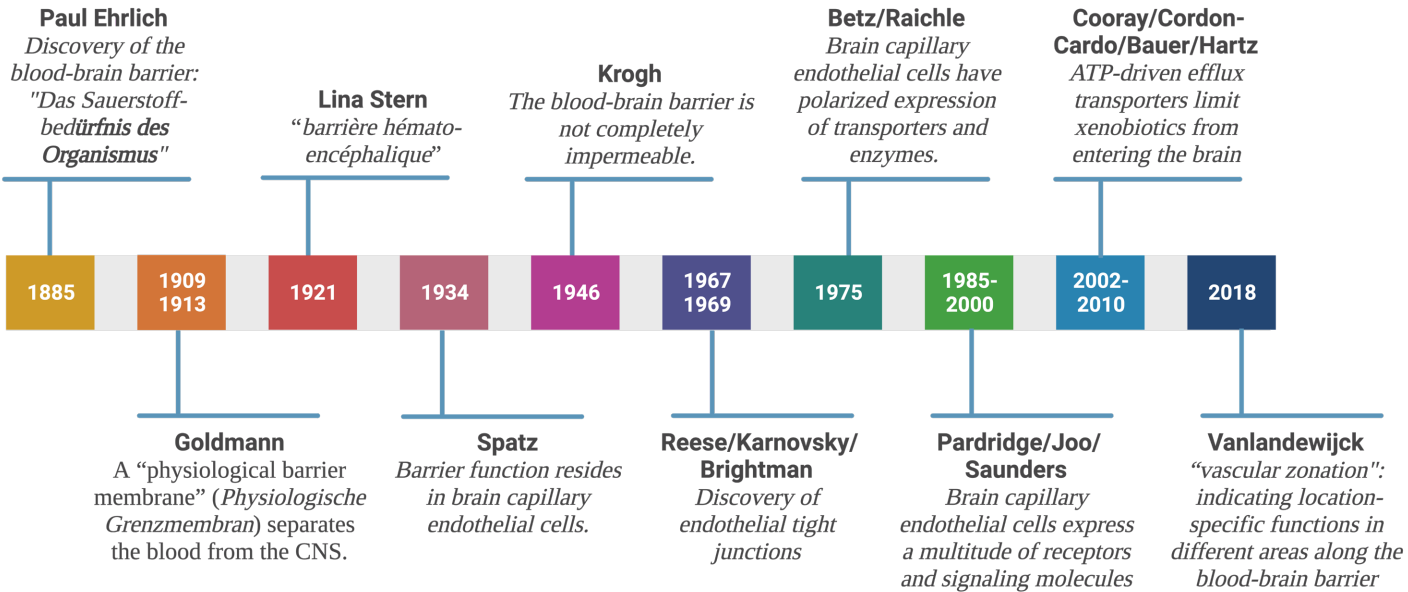 Paul Ehrlich
Discovery of the
blood-brain barrier:
"Das Sauerstoff-
bedürfnis des
Organismus"
Lina Stern
“barrière hémato-
encéphalique”
Krogh
The blood-brain barrier is
not completely
impermeable.
Betz/Raichle
Brain capillary
endothelial cells have
polarized expression
of transporters and
enzymes.
Cooray/Cordon-
Cardo/Bauer/Hartz
ATP-driven efflux
transporters limit
xenobiotics from
entering the brain
1885
1909
1913
1921
1934
1946
1967
1969
1975
1985-
2000
2002-
2010
2018
Goldmann
A “physiological barrier
membrane” (Physiologische
Grenzmembran) separates
the blood from the CNS.
Spatz
Barrier function resides
in brain capillary
endothelial cells.
Reese/Karnovsky/
Brightman
Discovery of
endothelial tight
junctions
Pardridge/Joo/
Saunders
Brain capillary
endothelial cells express
a multitude of receptors
and signaling molecules
Vanlandewijck
“vascular zonation":
indicating location-
specific functions in
different areas along the
blood-brain barrier